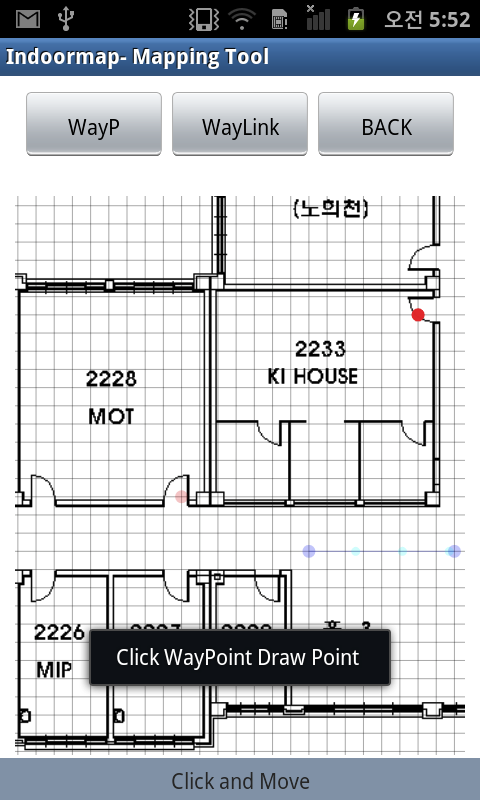 오전 5:52
Indoormap- Mapping Tool
WayP
WayLink
BACK
(노희천)
2233
KI HOUSE
2228
MOT
2226
MIP
Click WayPoint Draw Point
Click and Move